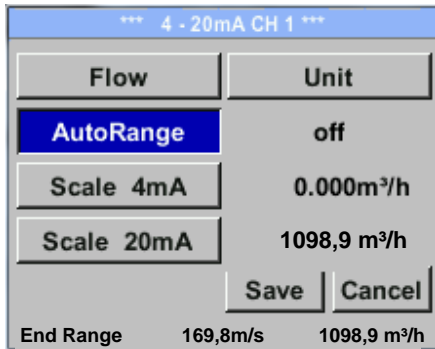 *** 4 - 20mA CH 1 ***
Flow Unit
AutoRange off
Scale 4mA 0.000m³/h
Scale 20mA 1098,9 m³/h
Save Cancel
End Range 169,8m/s 1098,9 m³/h